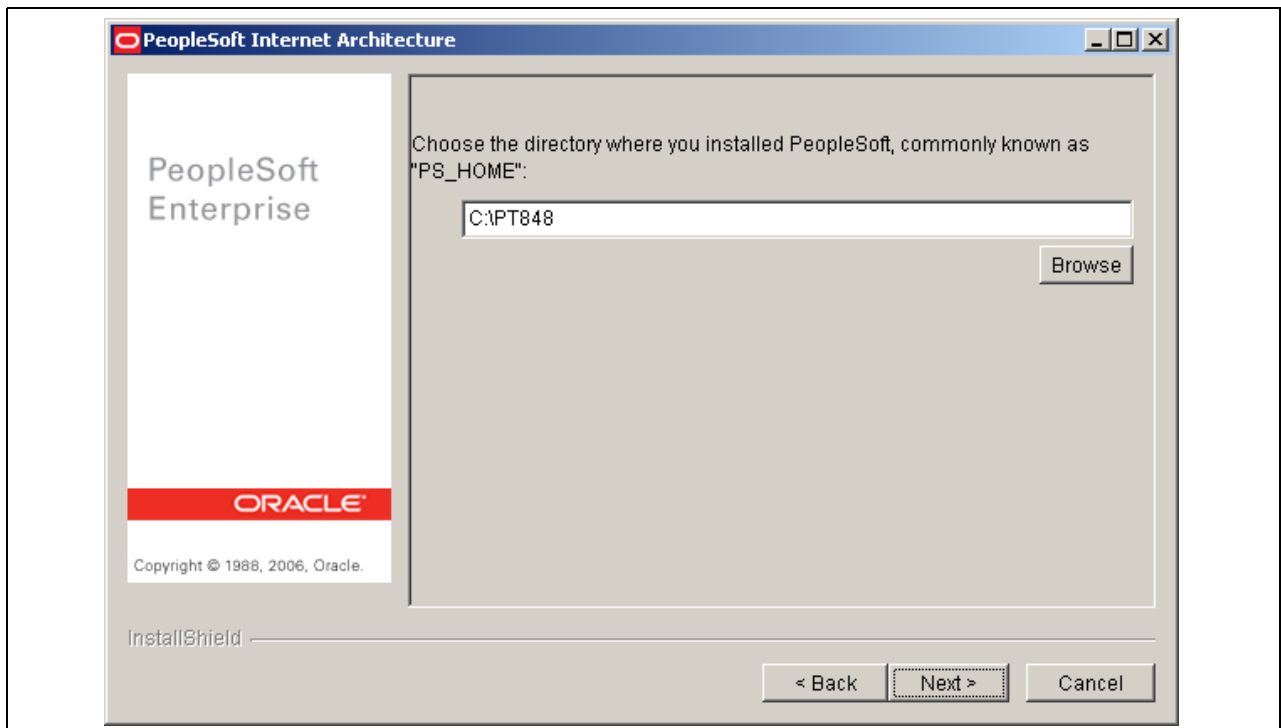 PeopleSoft Internet Architecture
PeopleSoft
Enterprise
Choose the directory where you installed PeopleSoft, commonly known as
"PS_HOME":
C:\PT848
Browse
ORACLE
Copyright © 1988, 2006, Oracle.
InstallShield
< Back
Next >
Cancel